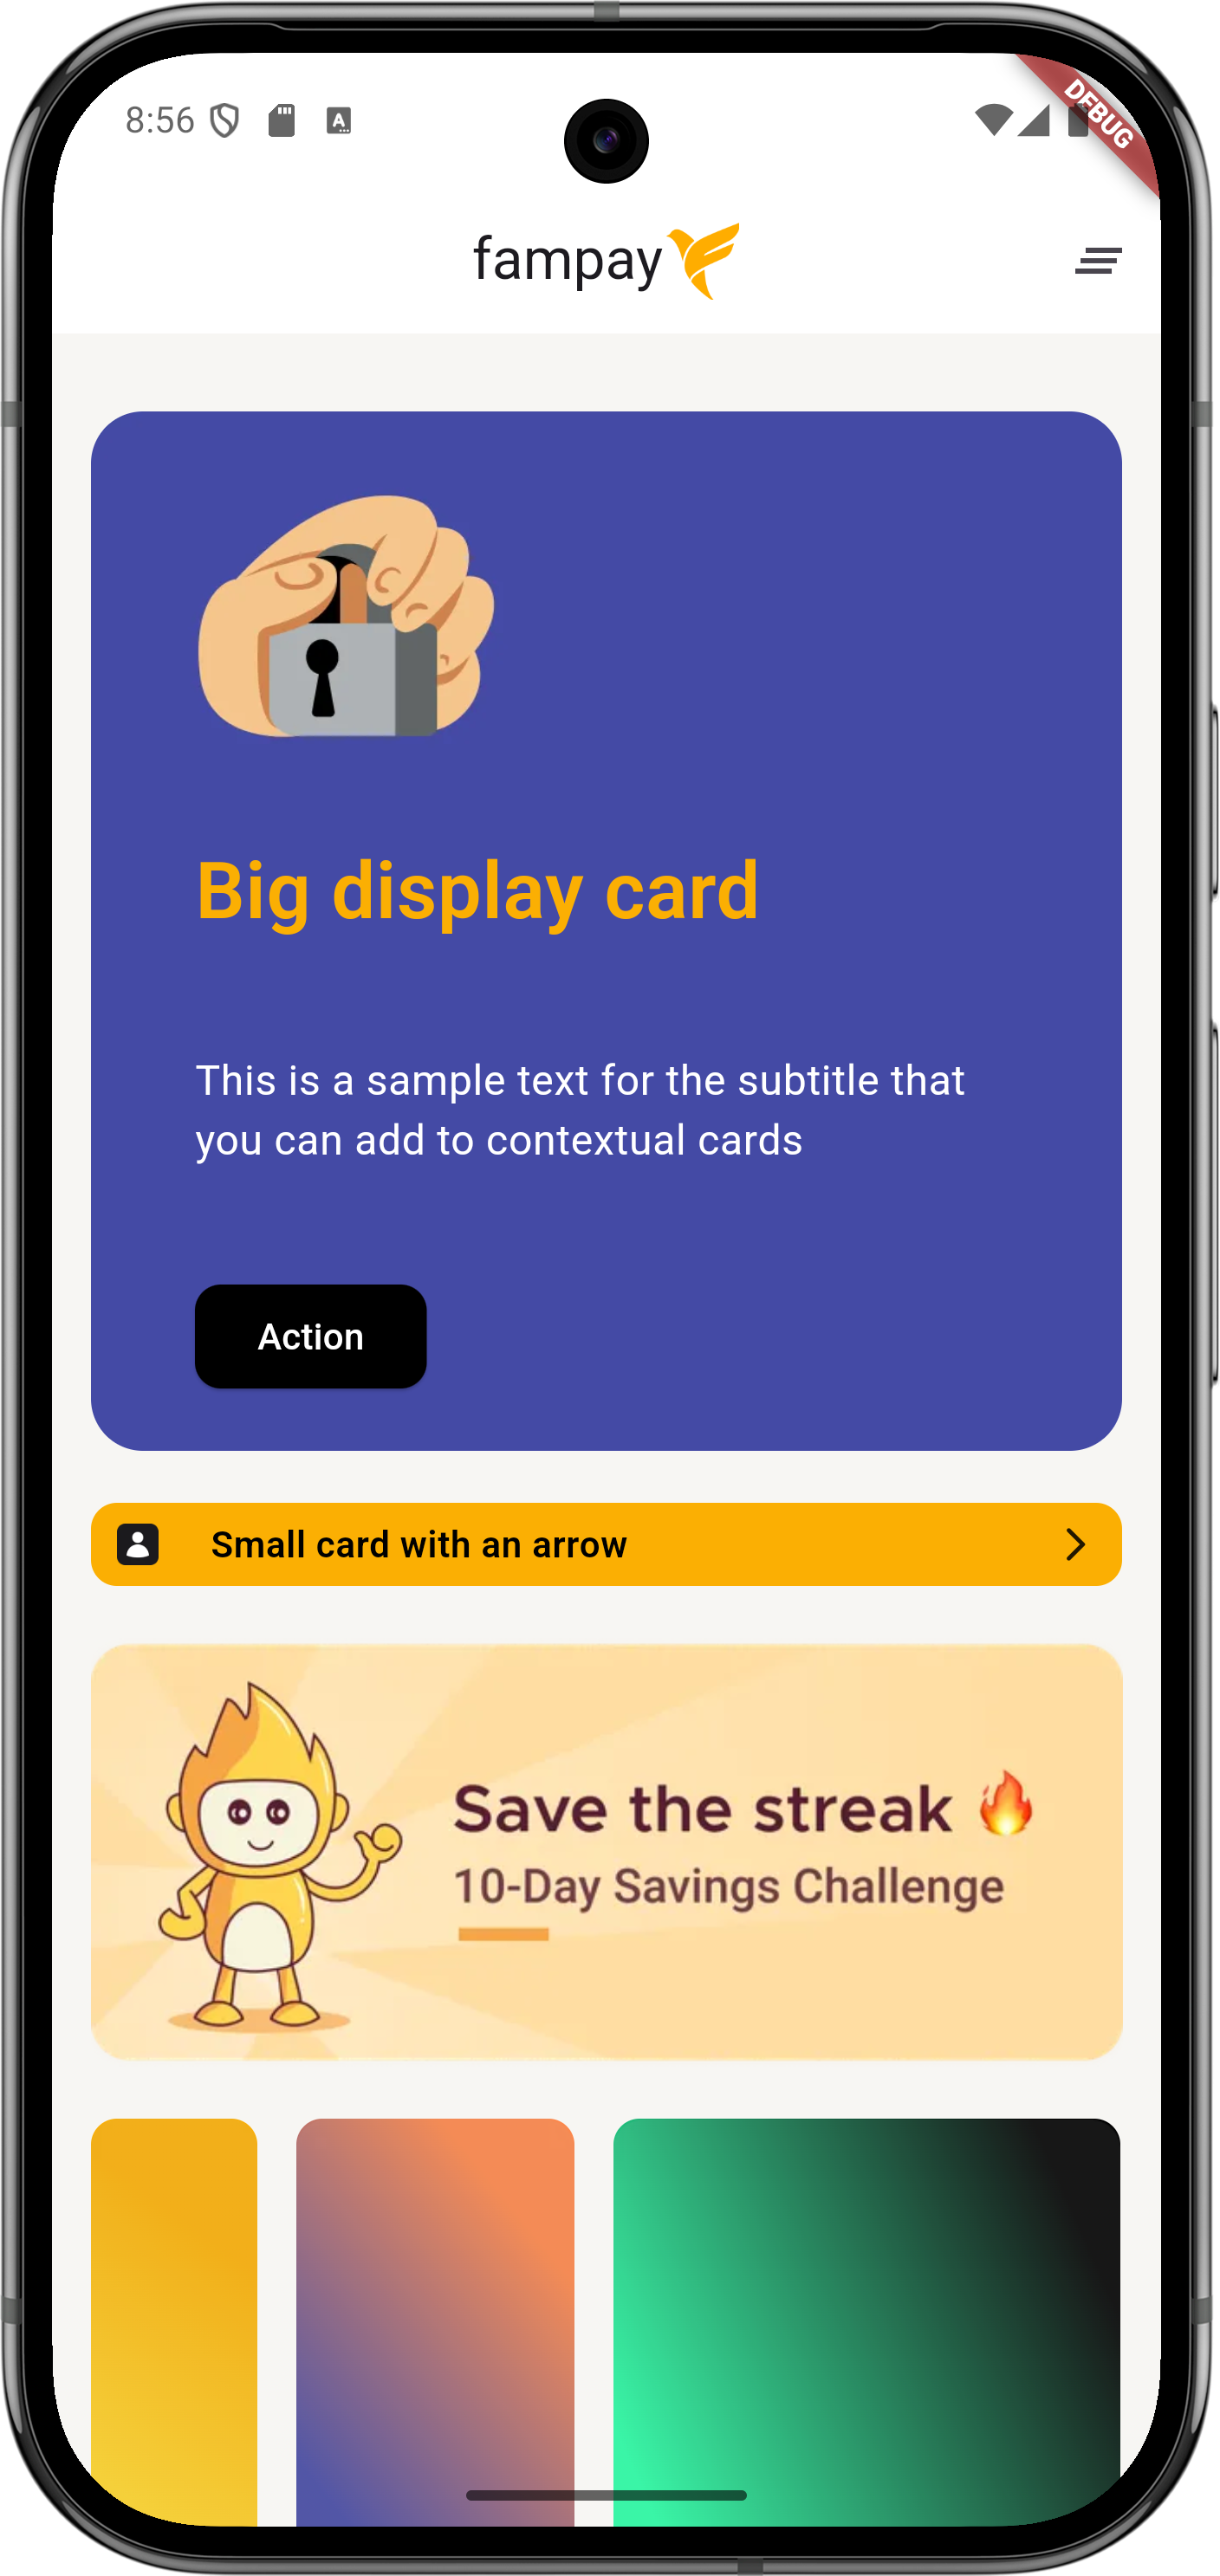 8:56
DEBUG
fampay
Big display card
This is a sample text for the subtitle that
you can add to contextual cards
Action
Small card with an arrow
Save the streak 🔥
10-Day Savings Challenge